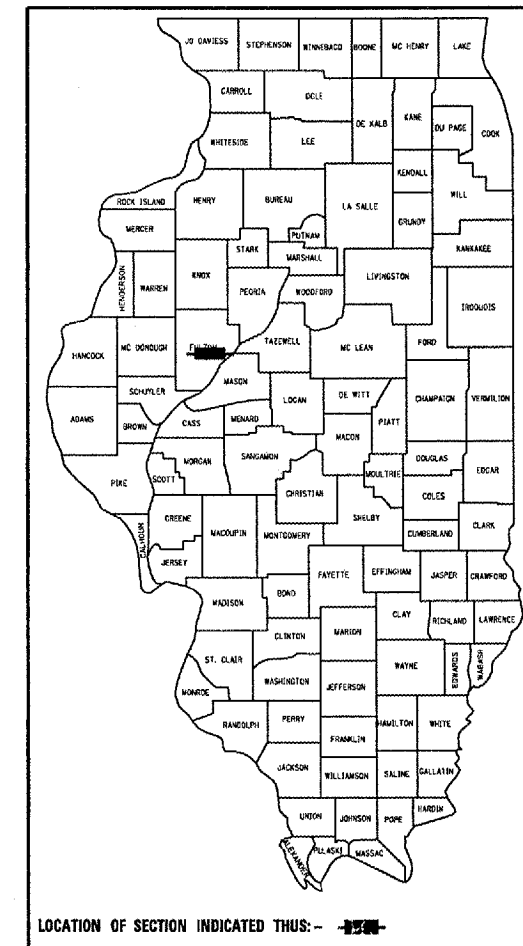 JO DAVIESS STEPHENSON WINNEBAGO BOONE MC HENRY LAKE
CARROLL OGLE DE KALB KANE DU PAGE COOK
WHITESIDE LEE
KENDALL WILL
ROCK ISLAND HENRY BUREAU LA SALLE GRUNDY
MERCER PUTNAM KANKAKEE
STARK MARSHALL
HENDERSON WARREN KNOX PEORIA WOODFORD LIVINGSTON IROQUOIS
HANCOCK MC DONOUGH FULTON TAZEWELL MC LEAN FORD
MASON
SCHUYLER LOGAN DE WITT CHAMPAIGN VERMILION
ADAMS BROWN CASS MENARD MACON PIATT
SANGAMON DOUGLAS EDGAR
PIKE SCOTT MORGAN CHRISTIAN MOULTRIE COLES
GREENE SHELBY
CALHOUN MACOUPIN MONTGOMERY CUMBERLAND CLARK
JERSEY FAYETTE EFFINGHAM JASPER CRAWFORD
MADISON BOND CLAY RICHLAND LAWRENCE
CLINTON MARION
ST. CLAIR WAYNE EDWARDS WABASH
WASHINGTON JEFFERSON
MONROE
RANDOLPH PERRY HAMILTON WHITE
FRANKLIN
JACKSON WILLIAMSON SALINE GALLATIN
UNION JOHNSON POPE HARDIN
ALEXANDER PULASKI MASSAC
LOCATION OF SECTION INDICATED THUS:-